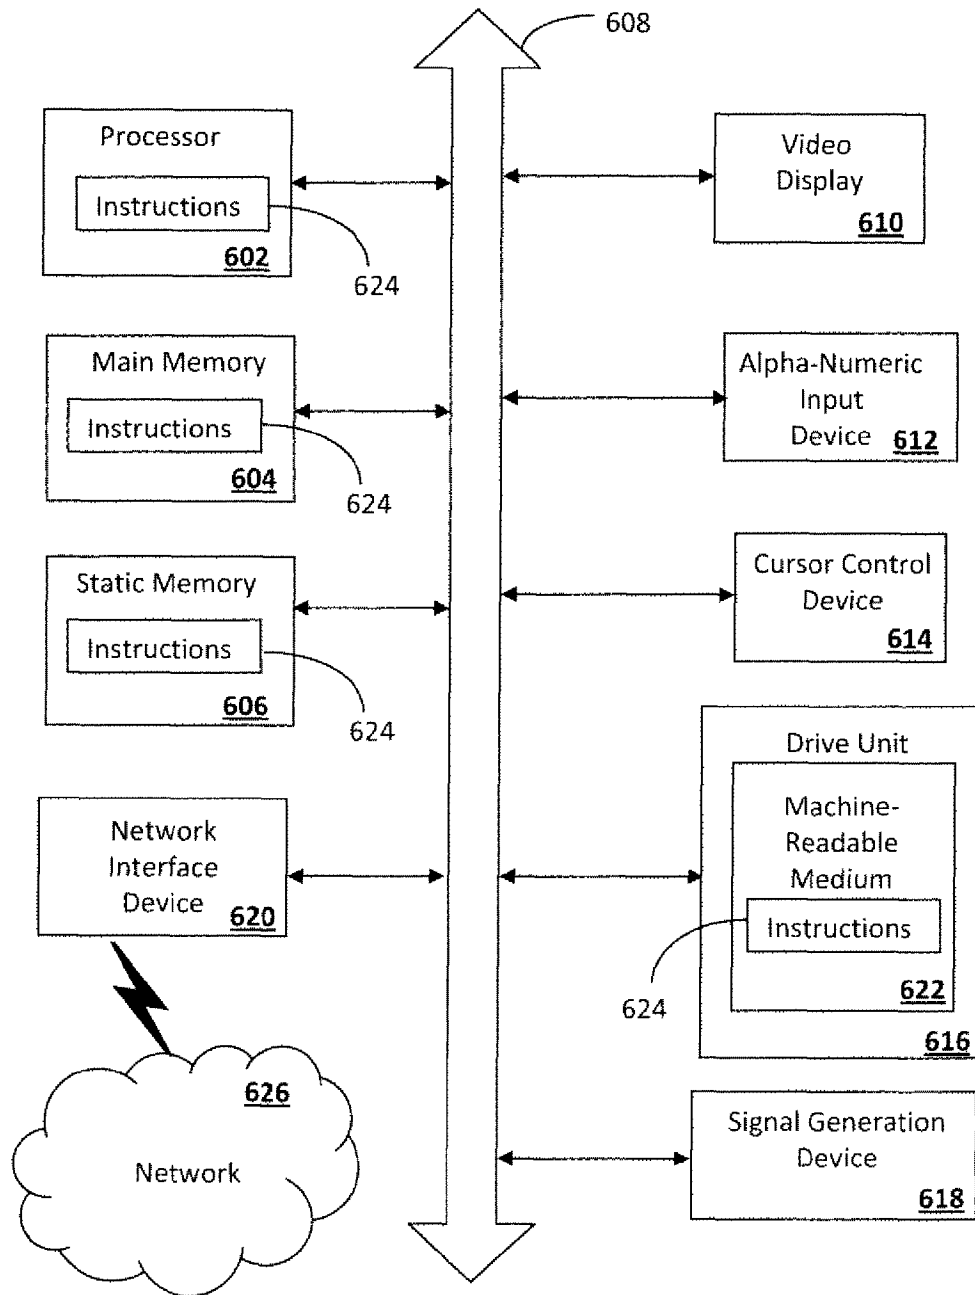 608
Processor
Instructions
602
624
Main Memory
Instructions
604
624
Static Memory
Instructions
606
624
Network
Interface
Device
620
626
Network
Video
Display
610
Alpha-Numeric
Input
Device
612
Cursor Control
Device
614
Drive Unit
Machine-
Readable
Medium
Instructions
624
622
616
Signal Generation
Device
618